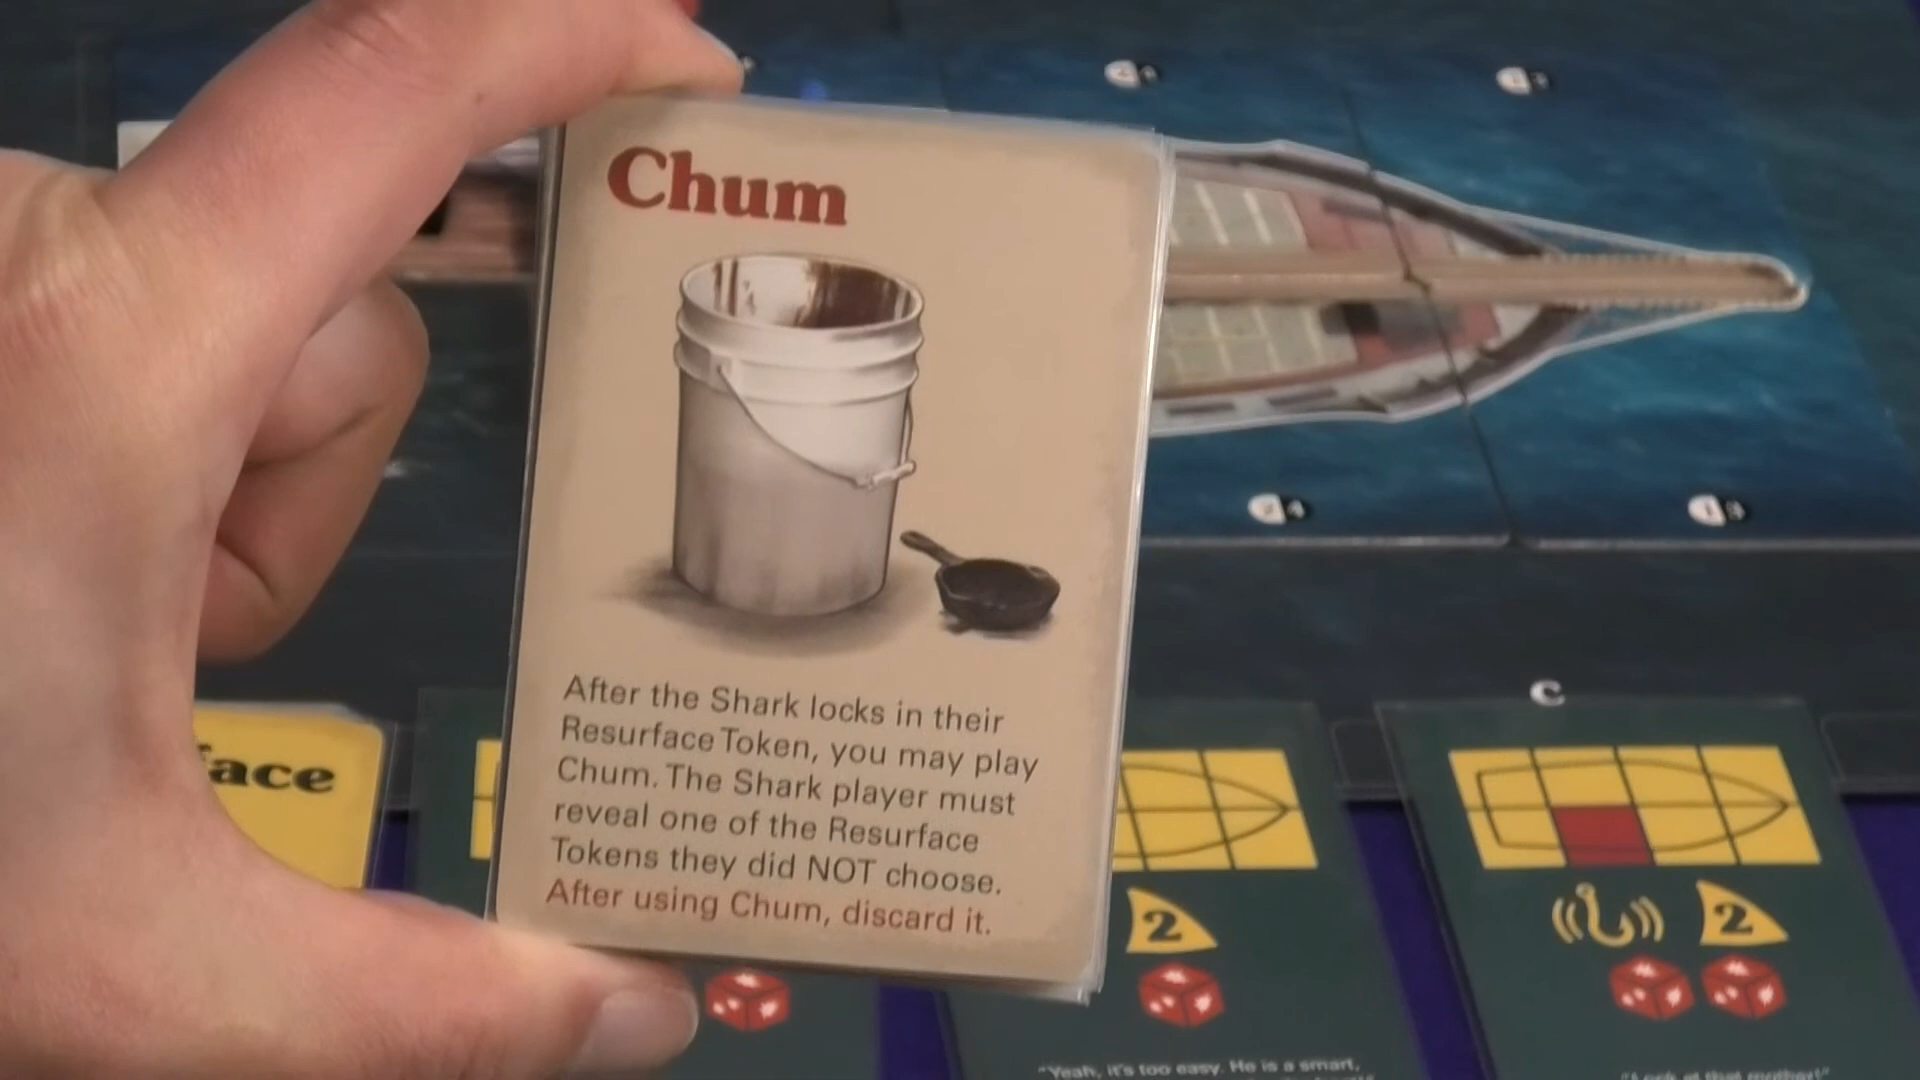 Chum
After the Shark locks in their
Resurface Token, you may play
Chum. The Shark player must
reveal one of the Resurface
Tokens they did NOT choose.
After using Chum, discard it.
face
C
2
2
"Yeah, it's too easy. He is a smart,